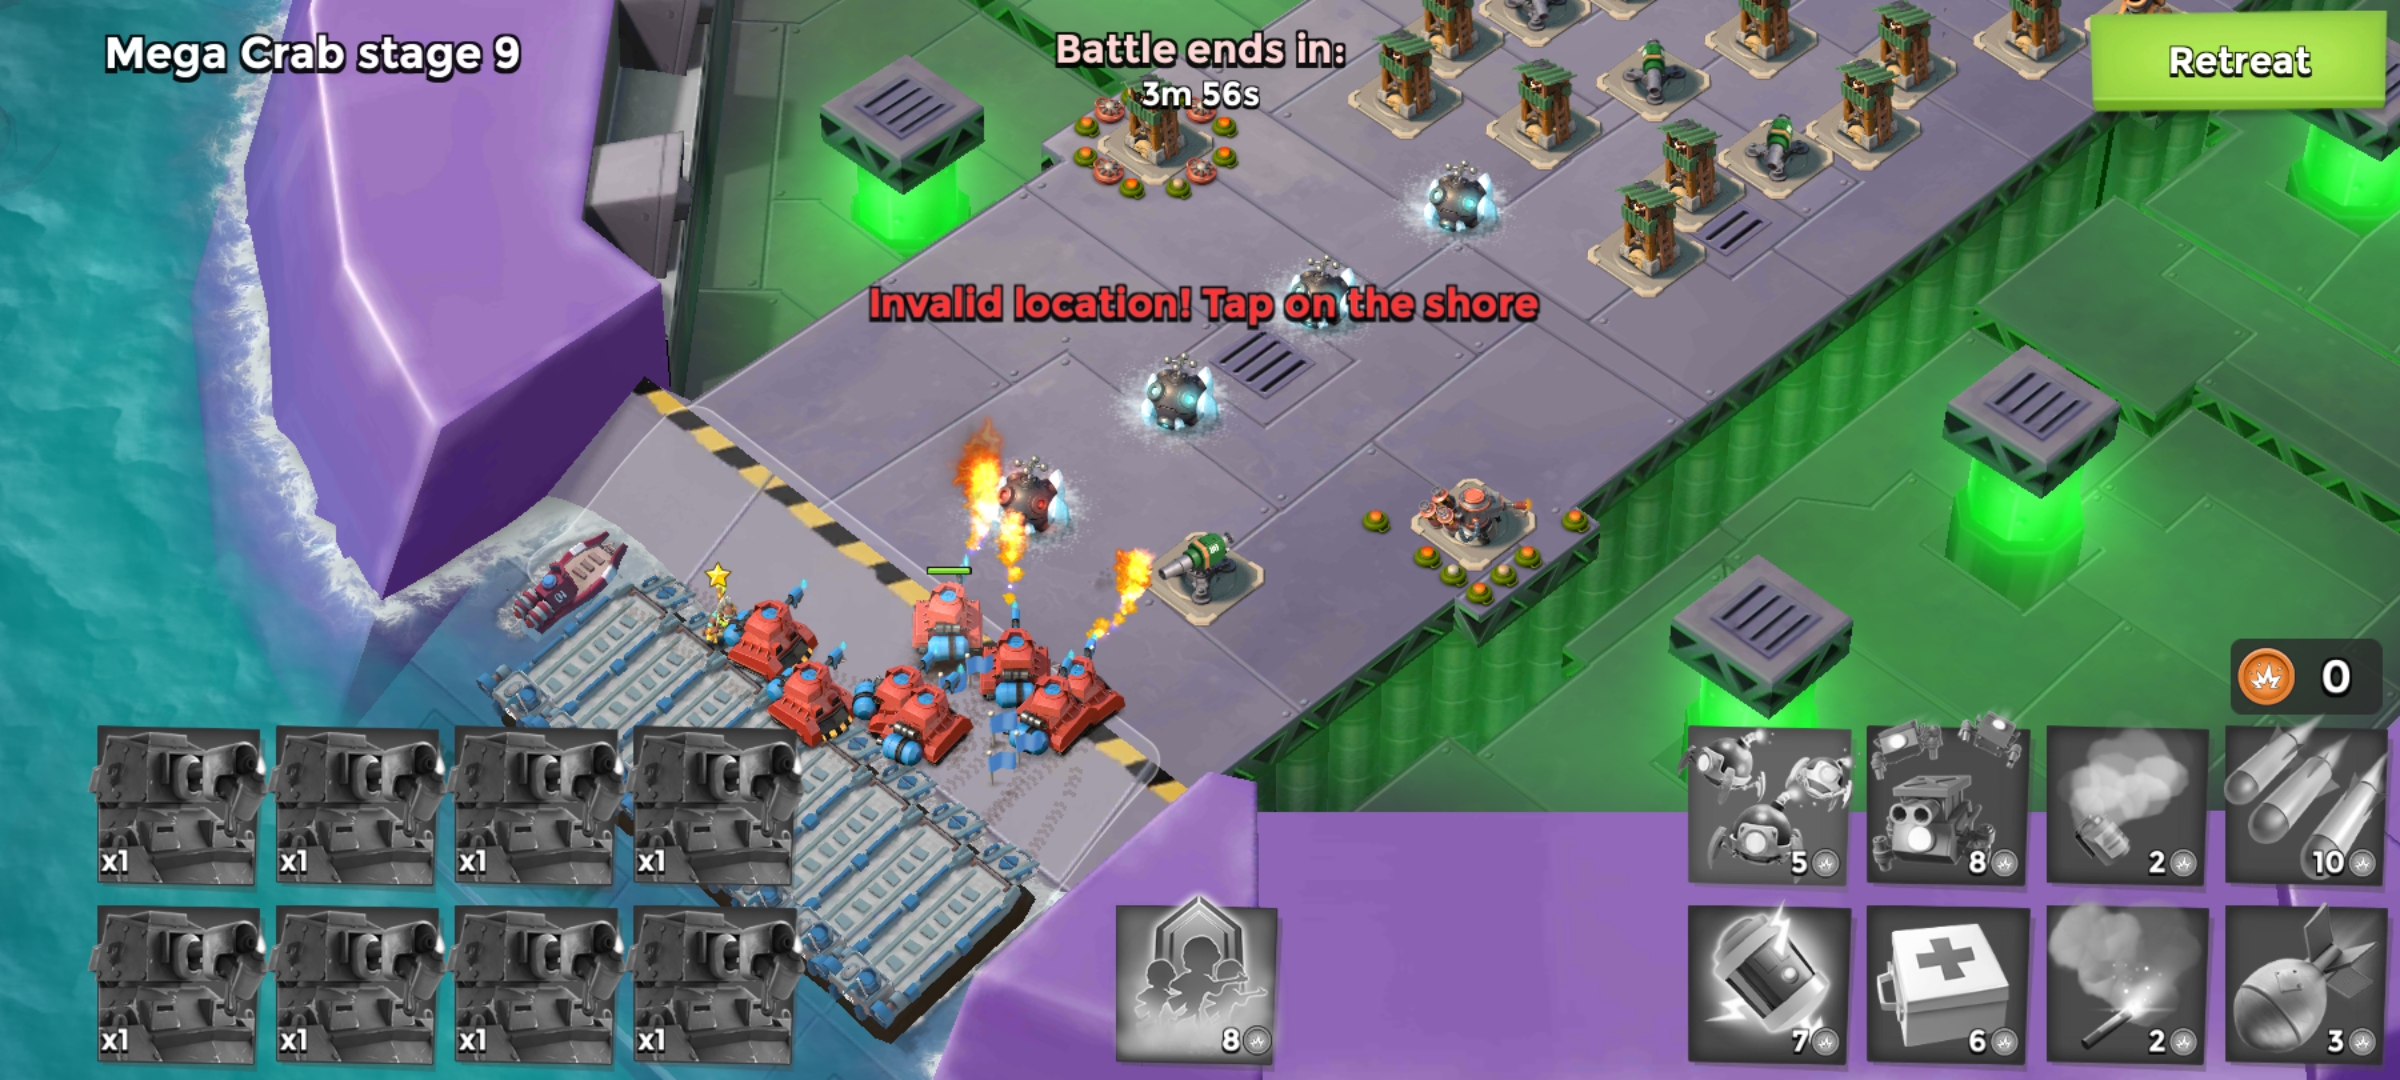 Mega Crab stage 9
Battle ends in:
3m 56s
Retreat
Invalid location! Tap on the shore
0
x1
x1
x1
x1
5
8
2
10
x1
x1
x1
x1
8
7
6
2
3